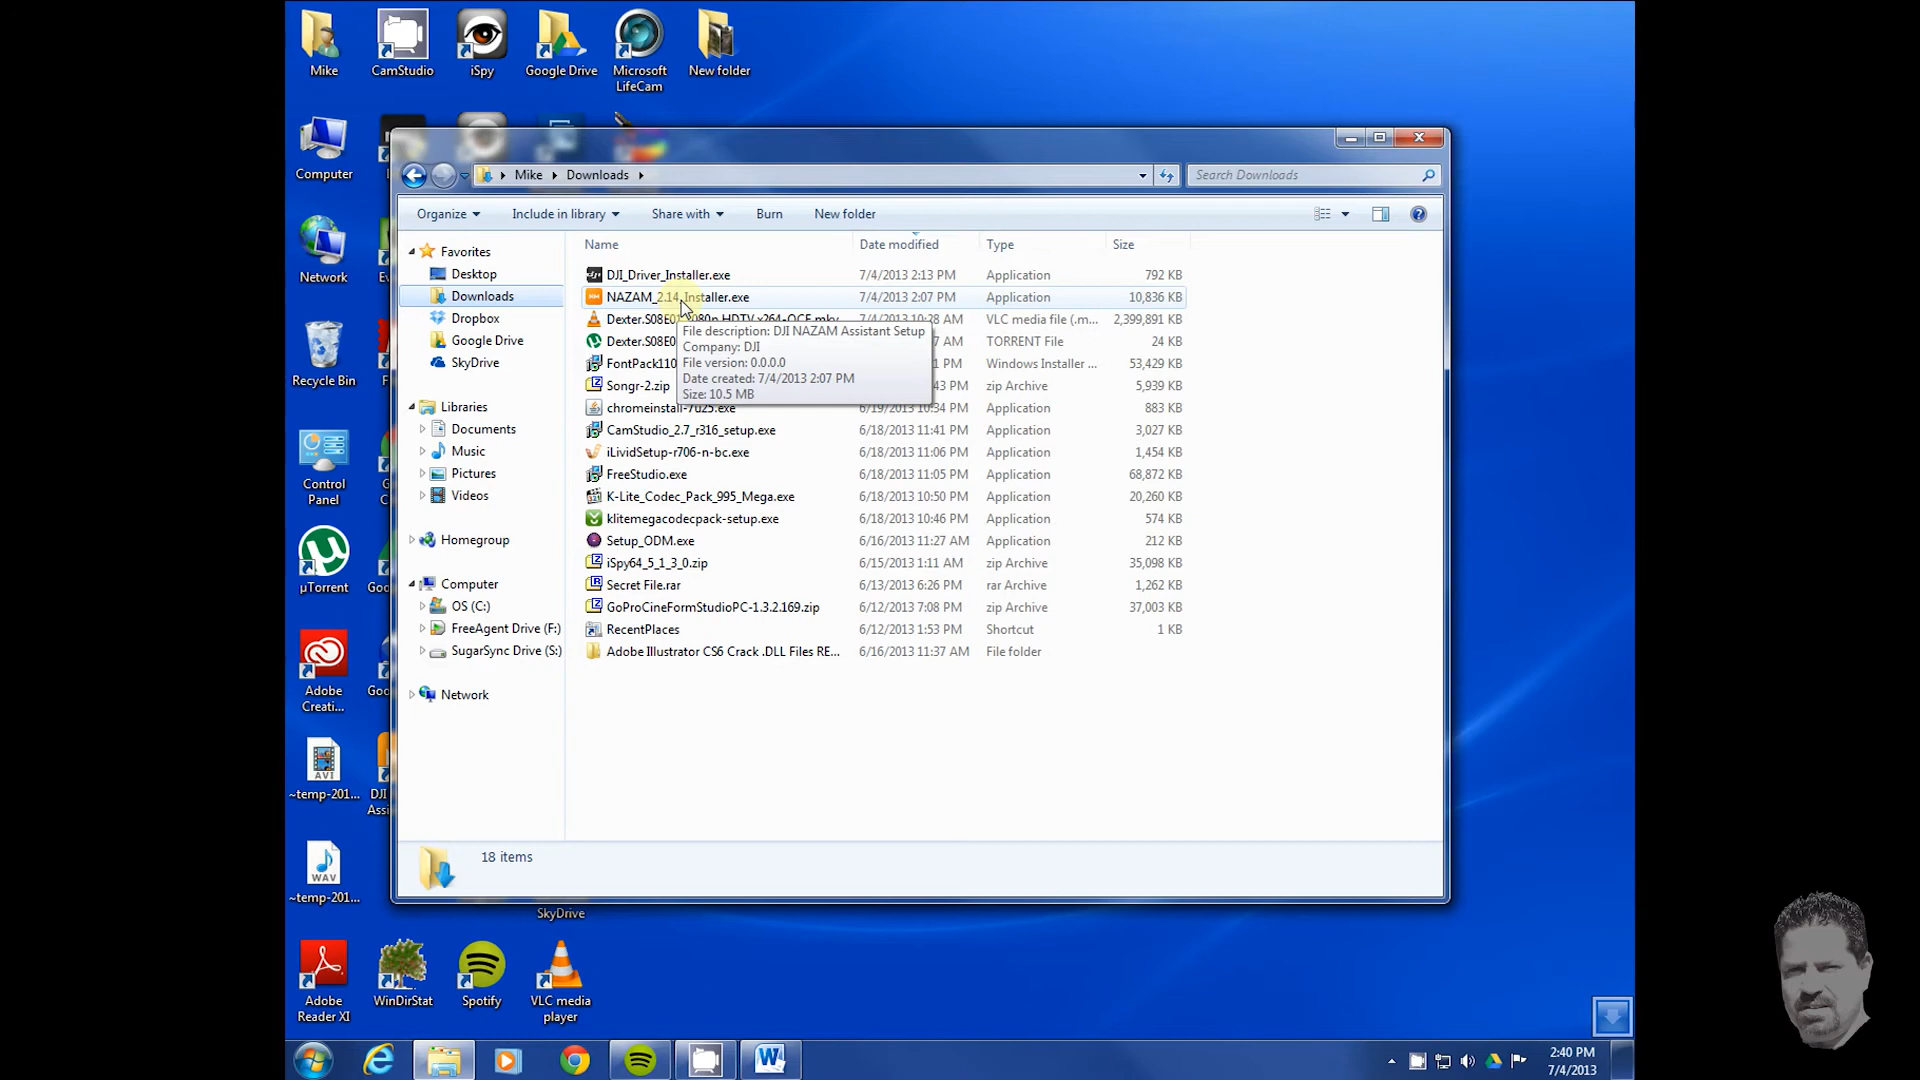 Mike
CamStudio
iSpy
Google Drive
Microsoft
LifeCam
New folder
Computer
Network
Recycle Bin
Control
Panel
µTorrent
Adobe
Creati...
~temp-201...
~temp-201...
Adobe
Reader XI
WinDirStat
Spotify
VLC media
player
SkyDrive
Goo
Goo
DJI
Assis
Mike
Downloads
Search Downloads
Organize
Include in library
Share with
Burn
New folder
Favorites
Desktop
Downloads
Dropbox
Google Drive
SkyDrive
Libraries
Documents
Music
Pictures
Videos
Homegroup
Computer
OS (C:)
FreeAgent Drive (F:)
SugarSync Drive (S:)
Network
Name Date modified Type Size
DJI_Driver_Installer.exe 7/4/2013 2:13 PM Application 792 KB
NAZAM_2.14_Installer.exe 7/4/2013 2:07 PM Application 10,836 KB
Dexter.S08E01.1080p.HDTV.x264-QCF.mkv 7/4/2013 10:28 AM VLC media file (.m... 2,399,891 KB
Dexter.S08E0 7 AM TORRENT File 24 KB
FontPack110 1 PM Windows Installer ... 53,429 KB
Songr-2.zip :43 PM zip Archive 5,939 KB
chromeinstall-7u25.exe 6/19/2013 10:34 PM Application 883 KB
CamStudio_2.7_r316_setup.exe 6/18/2013 11:41 PM Application 3,027 KB
iLividSetup-r706-n-bc.exe 6/18/2013 11:06 PM Application 1,454 KB
FreeStudio.exe 6/18/2013 11:05 PM Application 68,872 KB
K-Lite_Codec_Pack_995_Mega.exe 6/18/2013 10:50 PM Application 20,260 KB
klitemegacodecpack-setup.exe 6/18/2013 10:46 PM Application 574 KB
Setup_ODM.exe 6/16/2013 11:27 AM Application 212 KB
iSpy64_5_1_3_0.zip 6/15/2013 1:11 AM zip Archive 35,098 KB
Secret File.rar 6/13/2013 6:26 PM rar Archive 1,262 KB
GoProCineFormStudioPC-1.3.2.169.zip 6/12/2013 7:08 PM zip Archive 37,003 KB
RecentPlaces 6/12/2013 1:53 PM Shortcut 1 KB
Adobe Illustrator CS6 Crack .DLL Files RE... 6/16/2013 11:37 AM File folder
File description: DJI NAZAM Assistant Setup
Company: DJI
File version: 0.0.0.0
Date created: 7/4/2013 2:07 PM
Size: 10.5 MB
18 items
2:40 PM
7/4/2013